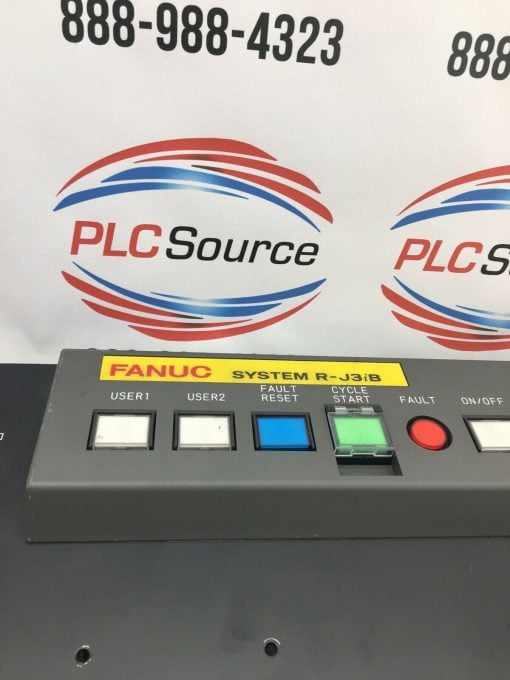 888-988-4323
888
PLC Source
PLC S
FANUC SYSTEM R-J3iB
USER1
USER2
FAULT RESET
CYCLE START
FAULT
ON/OFF